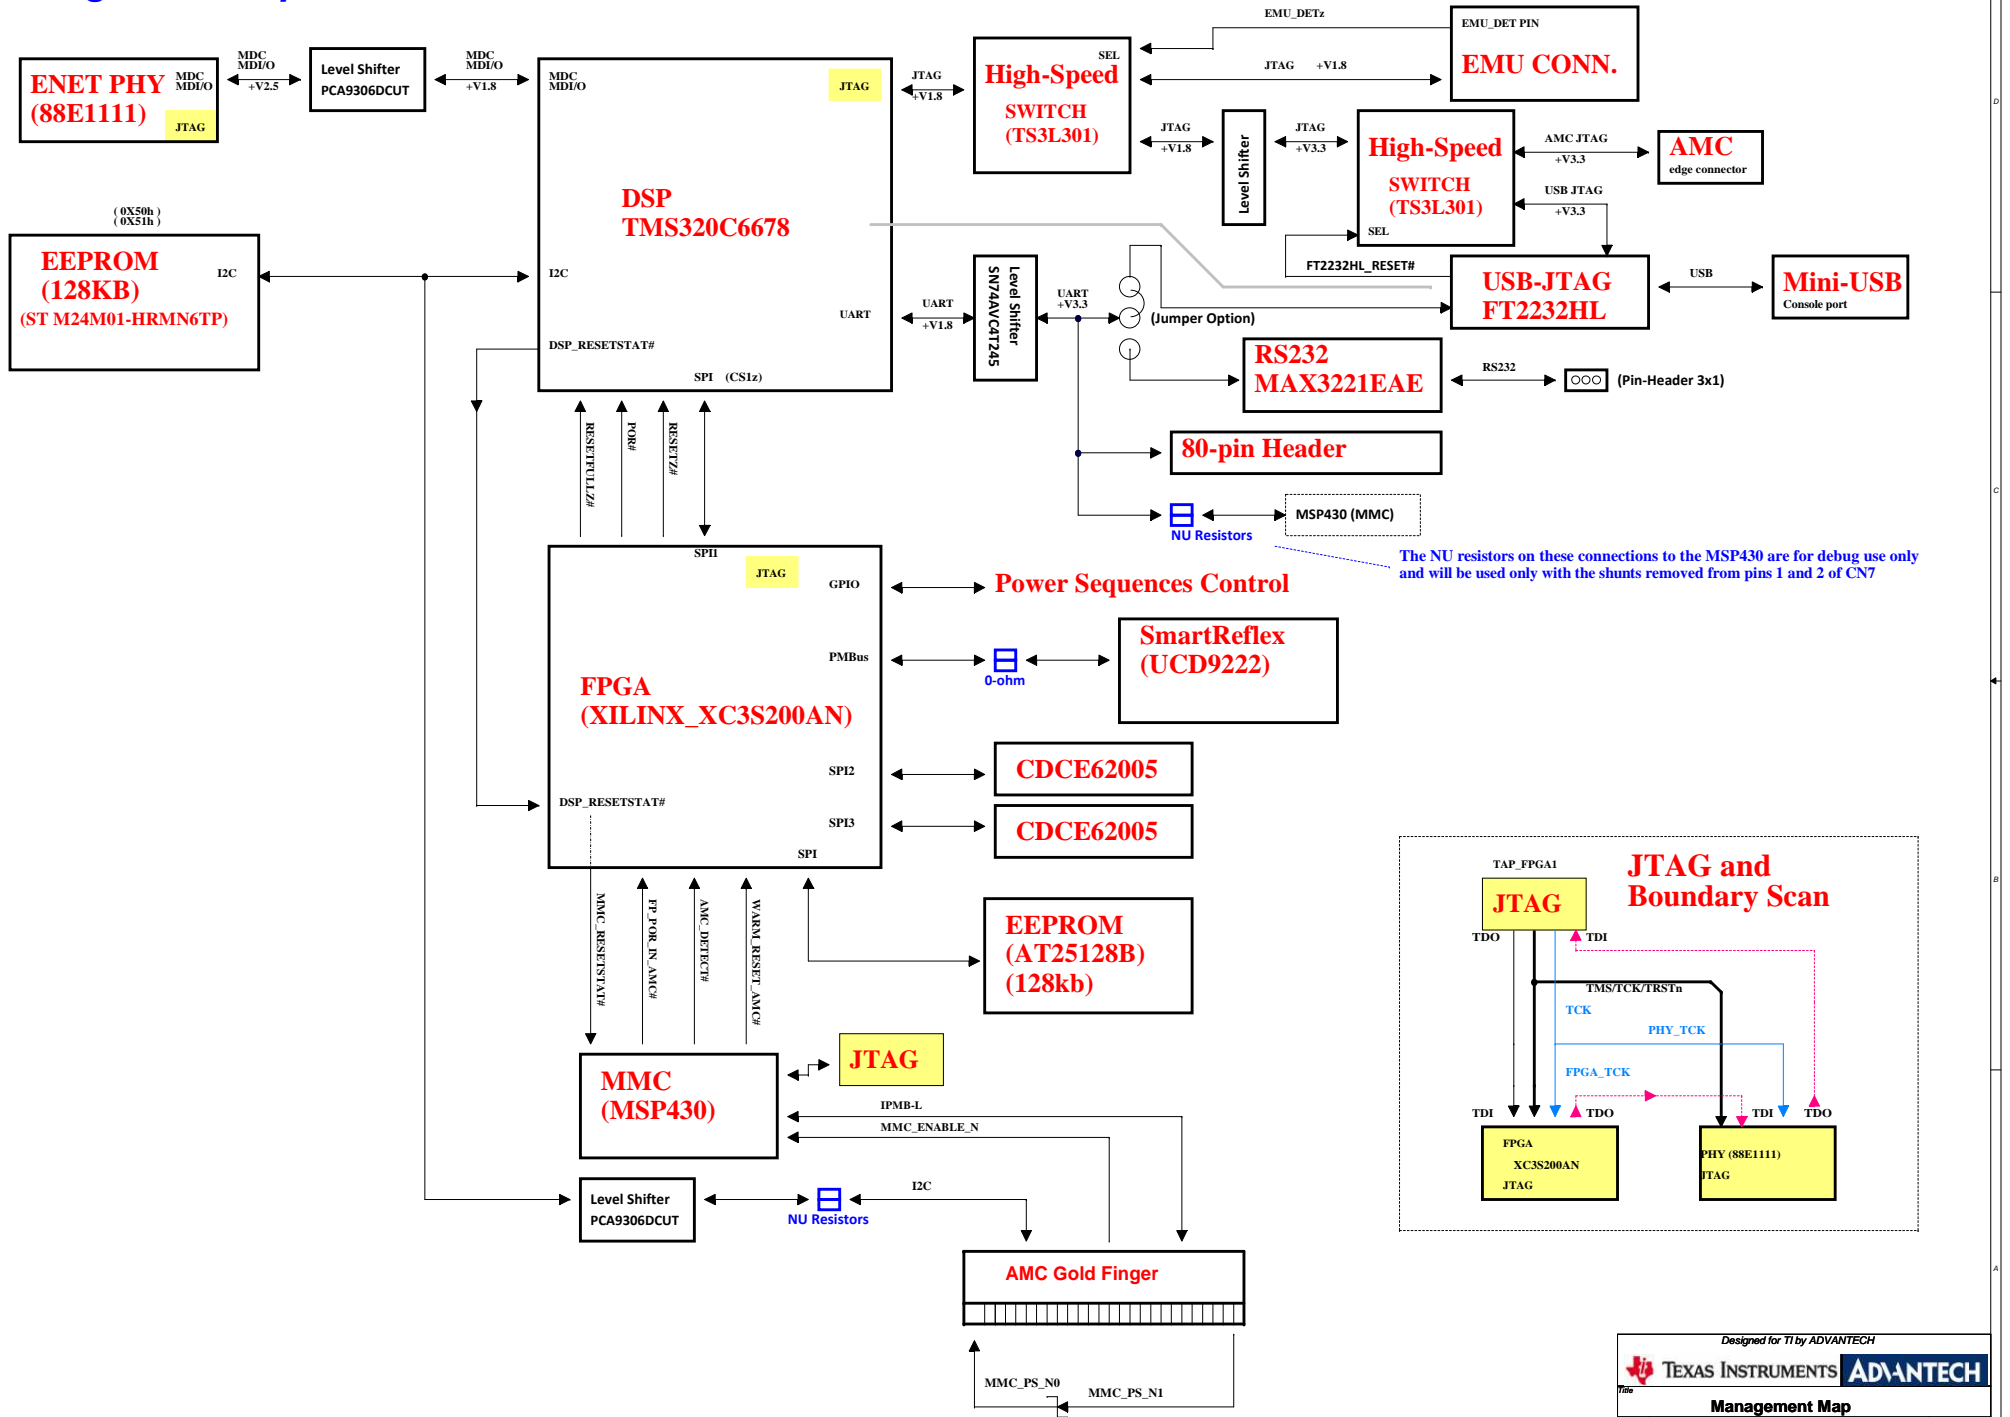 EMU_DETz
EMU_DET PIN
EMU CONN.
JTAG +V1.8
SEL
High-Speed
SWITCH
(TS3L301)
JTAG
+V1.8
MDC
MDI/O
+V2.5
ENET PHY
(88E1111)
MDC
MDI/O
JTAG
Level Shifter
PCA9306DCUT
MDC
MDI/O
+V1.8
MDC
MDI/O
JTAG
DSP
TMS320C6678
JTAG
+V1.8
Level Shifter
JTAG
+V3.3
High-Speed
SWITCH
(TS3L301)
SEL
AMC JTAG
+V3.3
AMC
edge connector
USB JTAG
+V3.3
FT2232HL_RESET#
USB-JTAG
FT2232HL
USB
Mini-USB
Console port
( 0X50h )
( 0X51h )
EEPROM
(128KB)
(ST M24M01-HRMN6TP)
I2C
I2C
UART
DSP_RESETSTAT#
SPI (CS1z)
UART
+V1.8
Level Shifter
SN74AVC4T245
UART
+V3.3
(Jumper Option)
RS232
MAX3221EAE
RS232
(Pin-Header 3x1)
80-pin Header
NU Resistors
MSP430 (MMC)
The NU resistors on these connections to the MSP430 are for debug use only
and will be used only with the shunts removed from pins 1 and 2 of CN7
RESETFULLZ#
POR#
RESETZ#
SPI1
JTAG
GPIO
Power Sequences Control
PMBus
0-ohm
SmartReflex
(UCD9222)
FPGA
(XILINX_XC3S200AN)
SPI2
CDCE62005
DSP_RESETSTAT#
SPI3
CDCE62005
SPI
MMC_RESETSTAT#
FP_POR_IN_AMC#
AMC_DETECT#
WARM_RESET_AMC#
EEPROM
(AT25128B)
(128kb)
MMC
(MSP430)
JTAG
IPMB-L
MMC_ENABLE_N
Level Shifter
PCA9306DCUT
NU Resistors
I2C
AMC Gold Finger
MMC_PS_N0
MMC_PS_N1
TAP_FPGA1
JTAG and
Boundary Scan
JTAG
TDO
TDI
TMS/TCK/TRSTn
TCK
PHY_TCK
FPGA_TCK
TDI
TDO
TDI
TDO
FPGA
XC3S200AN
JTAG
PHY (88E1111)
JTAG
D
C
B
A
Designed for TI by ADVANTECH
TEXAS INSTRUMENTS ADVANTECH
Title
Management Map